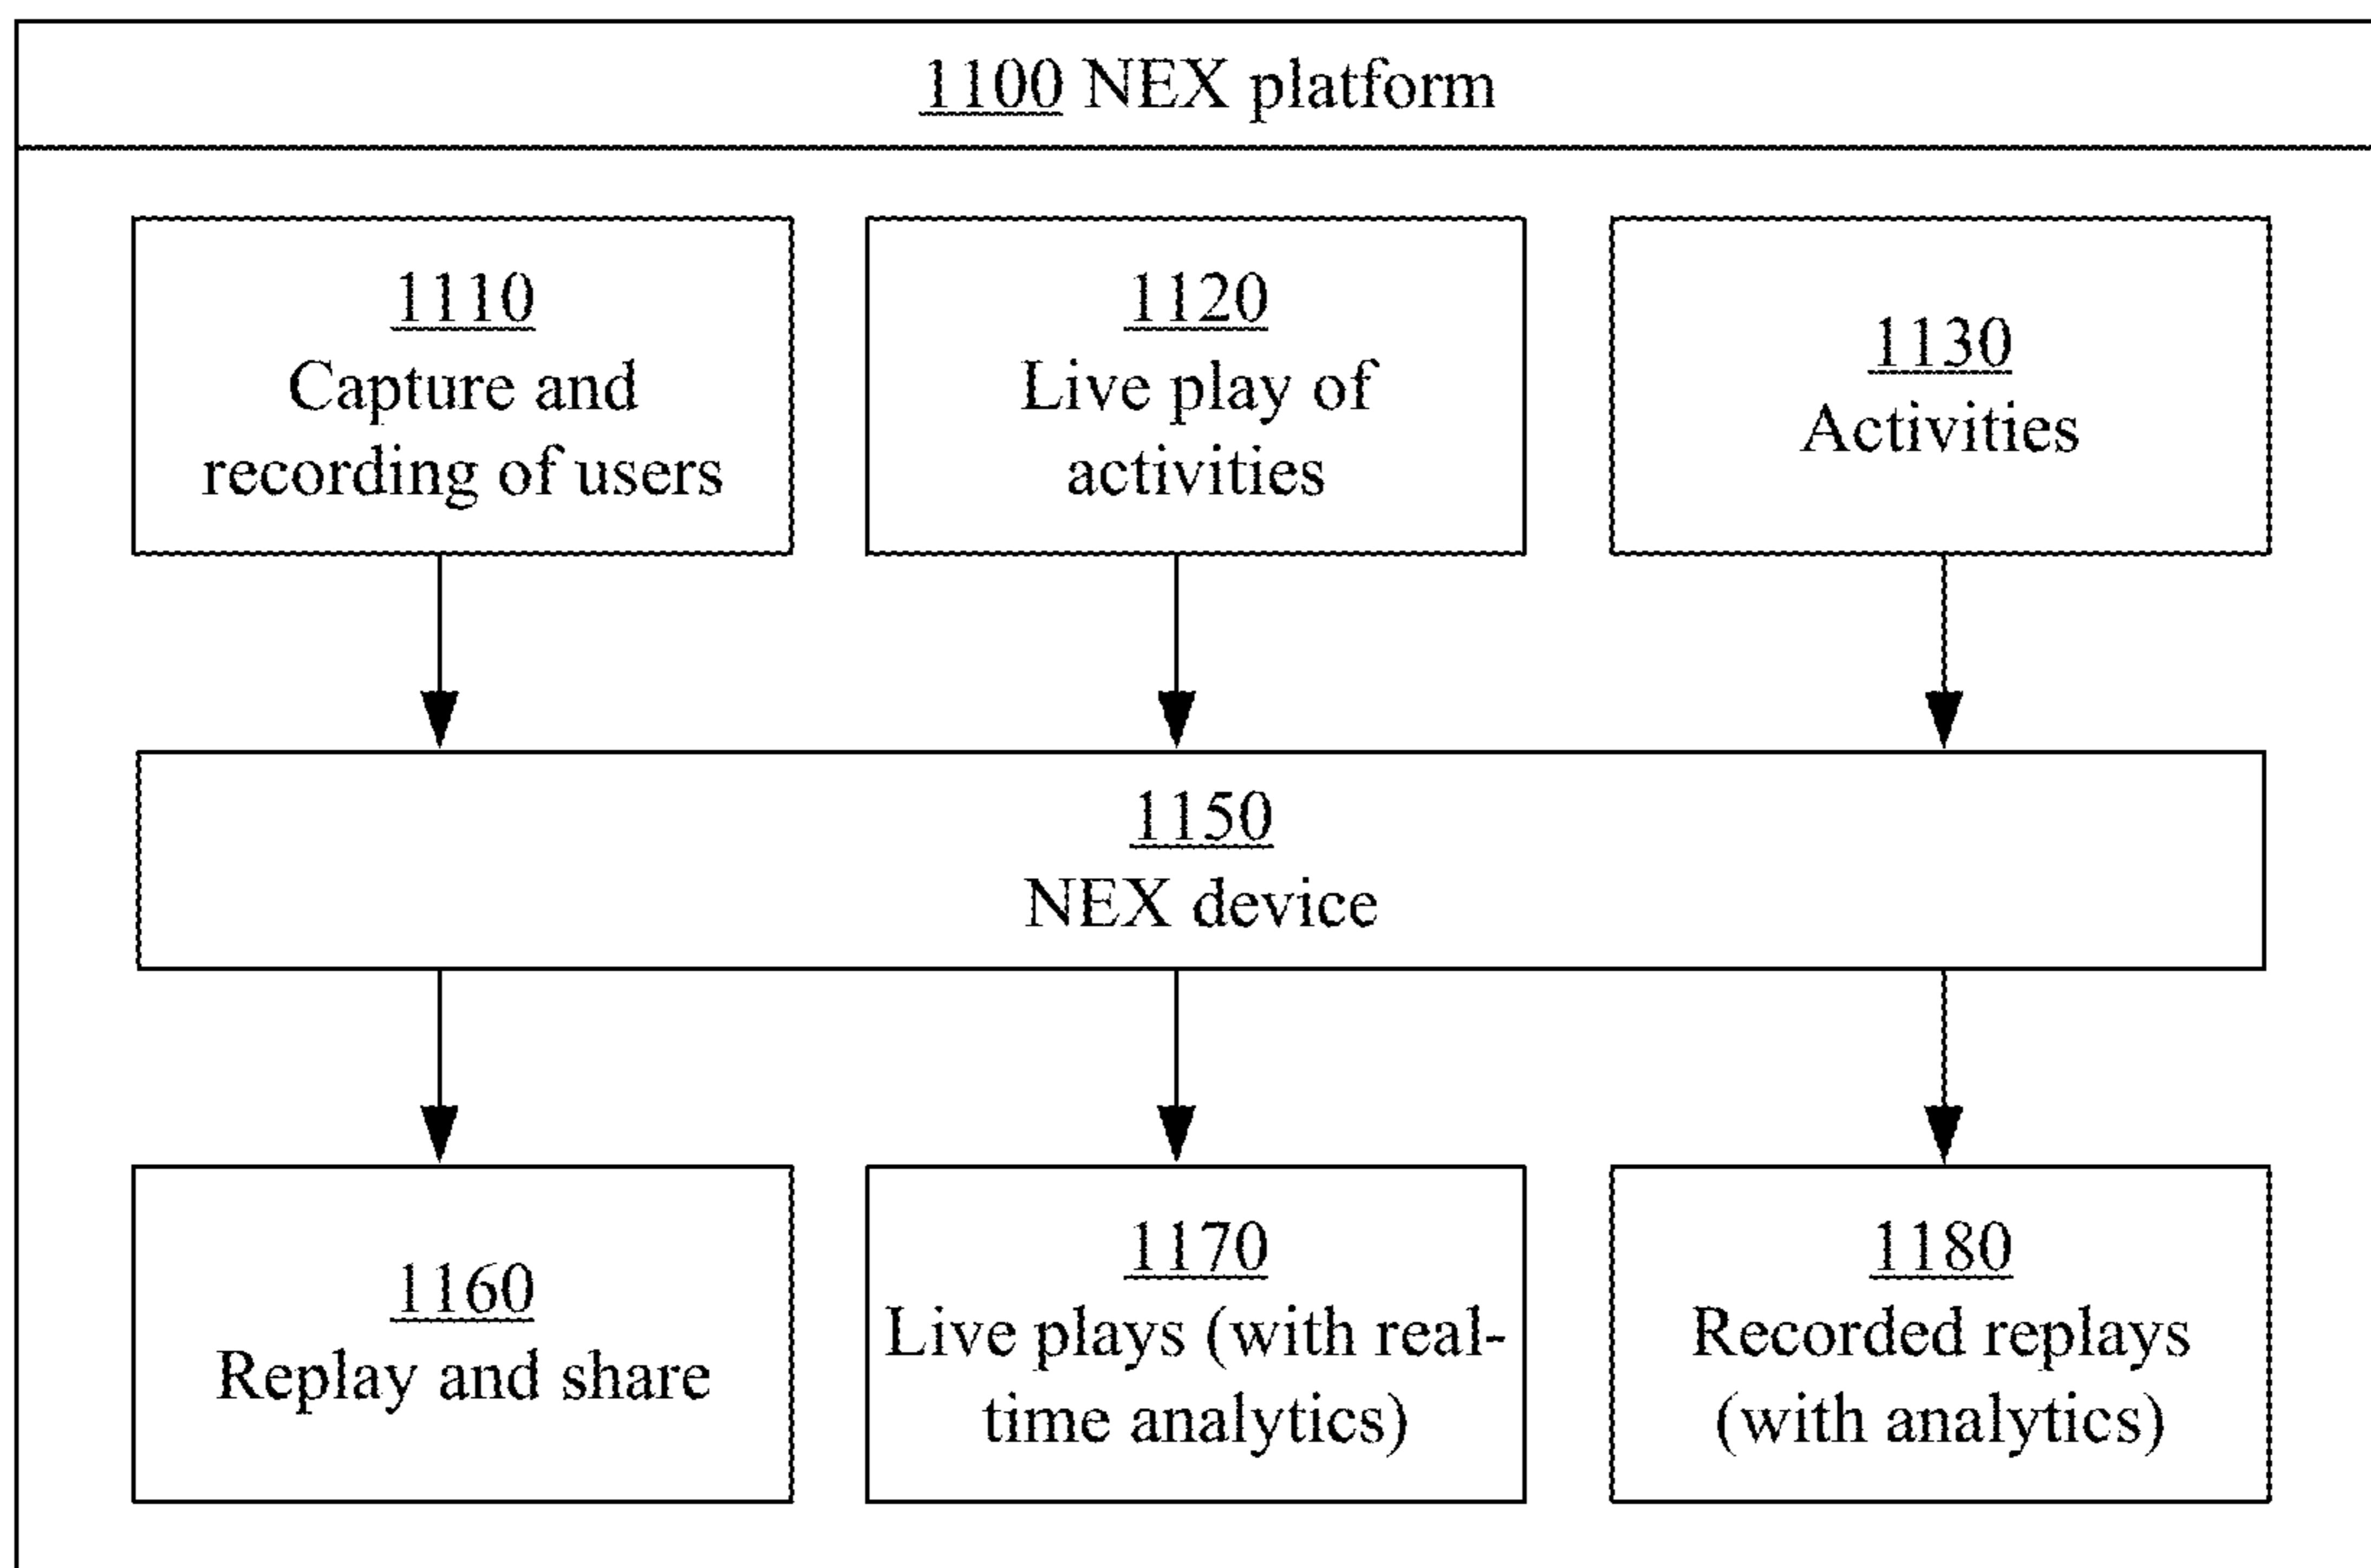 1100 NEX platform
1110
Capture and
recording of users
1120
Live play of
activities
1130
Activities
1150
NEX device
1160
Replay and share
1170
Live plays (with real-
time analytics)
1180
Recorded replays
(with analytics)